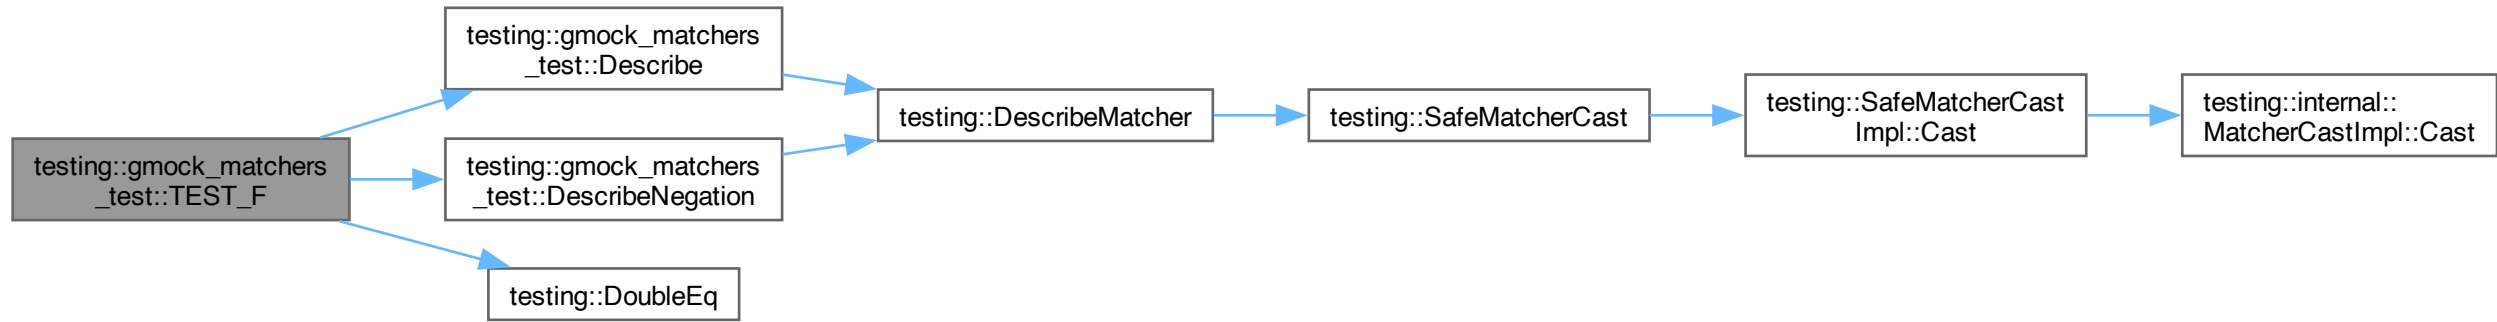 testing::gmock_matchers
_test::TEST_F
testing::gmock_matchers
_test::Describe
testing::gmock_matchers
_test::DescribeNegation
testing::DoubleEq
testing::DescribeMatcher
testing::SafeMatcherCast
testing::SafeMatcherCast
Impl::Cast
testing::internal::
MatcherCastImpl::Cast